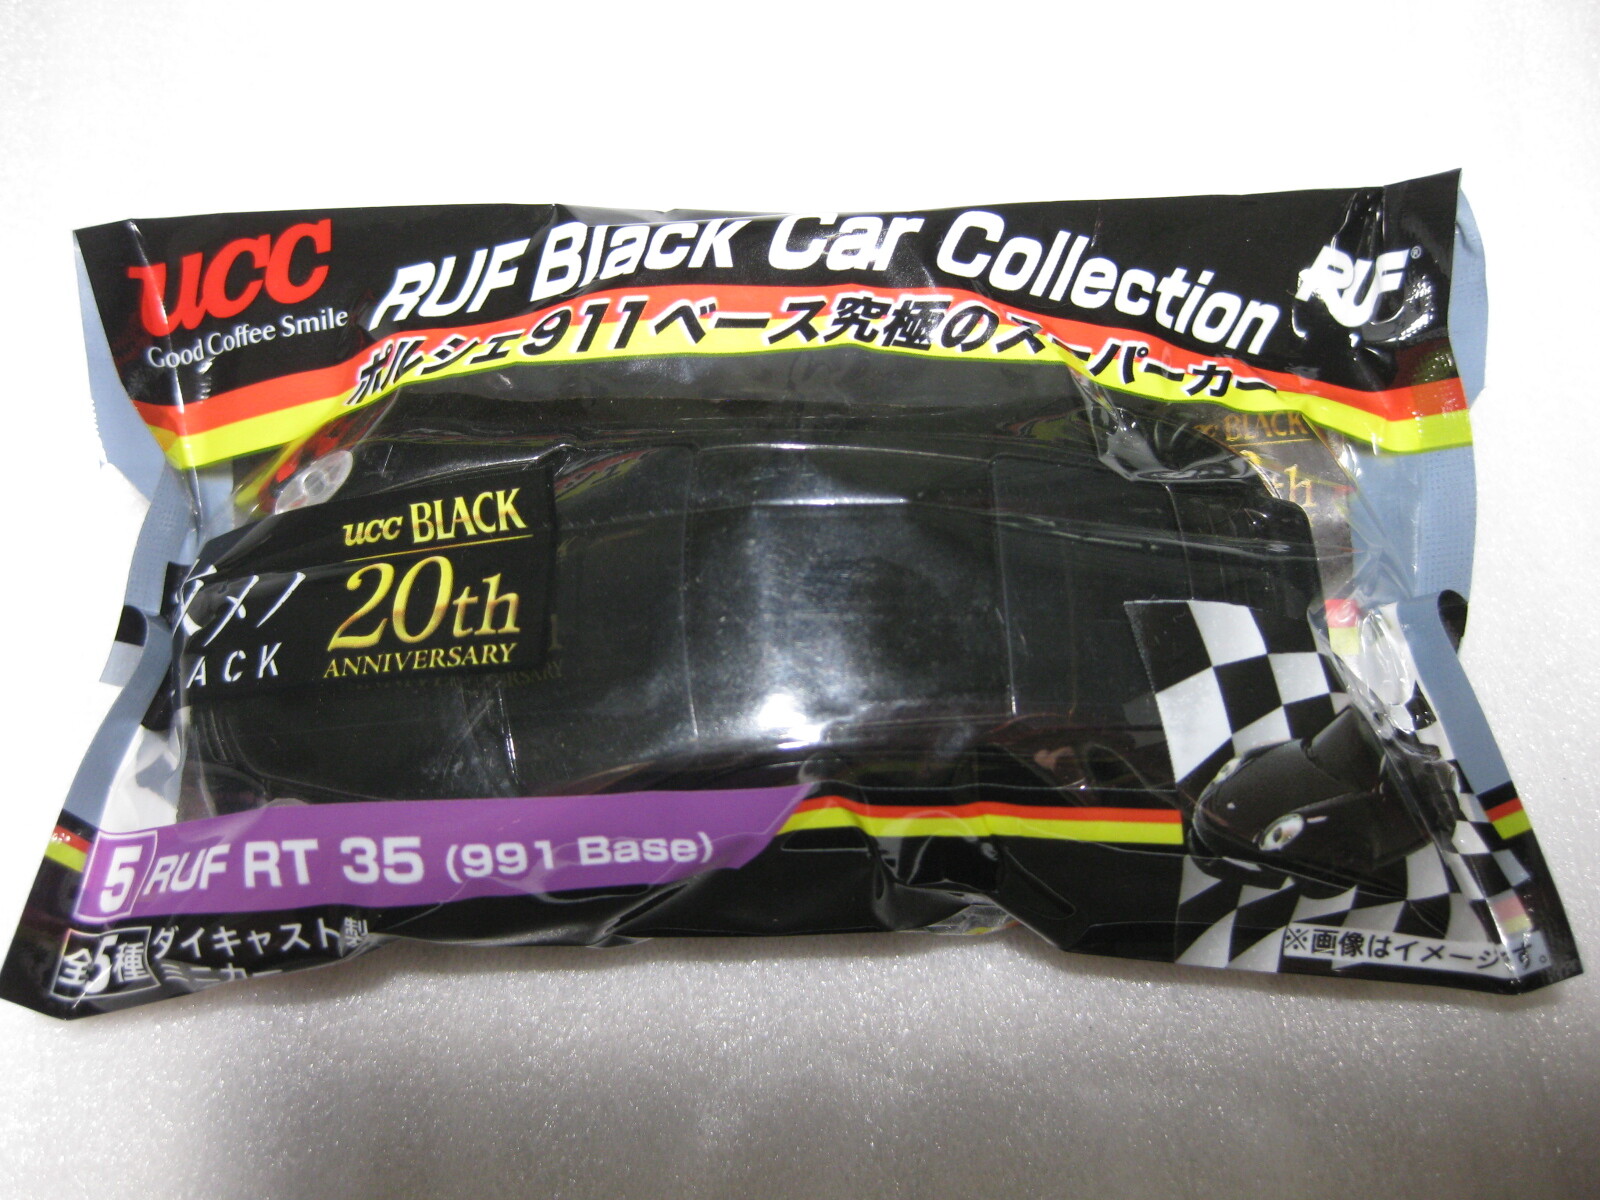 ucc
Good Coffee Smile
RUF Black Car Collection
RUF®
ポルシェ911ベース究極のスーパーカー
BLACK
th
ucc BLACK
20th
ANNIVERSARY
ACK
5 RUF RT 35 (991 Base)
全5種 ダイキャスト製
ミニカー
※画像はイメージです。